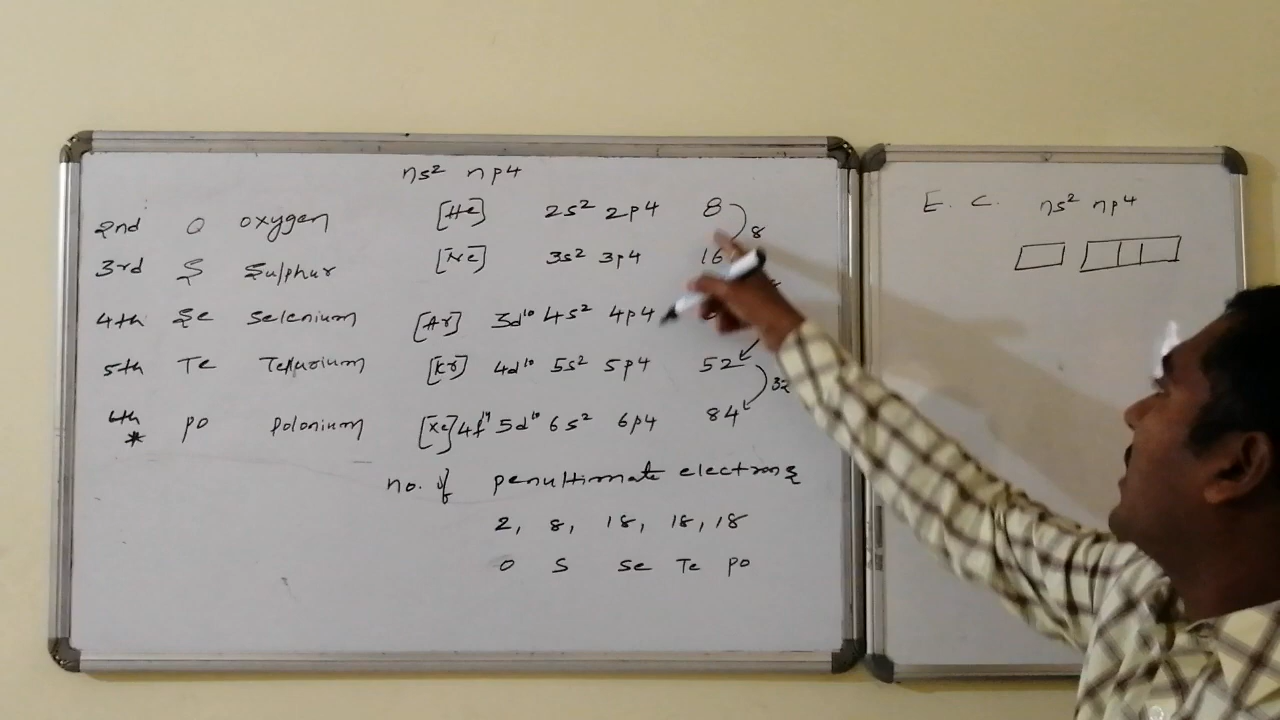 ns² np4
2nd O oxygen [He] 2s² 2p4 8
8
3rd S Sulphur [Ne] 3s² 3p4 16
4th Se Selenium [Ar] 3d¹⁰ 4s² 4p4
5th Te Tellurium [Kr] 4d¹⁰ 5s² 5p4 52
32
6th * Po Polonium [Xe] 4f¹⁴ 5d¹⁰ 6s² 6p4 84
no. of penultimate electrons
2, 8, 18, 18, 18
O S Se Te Po
E. C. ns² np4